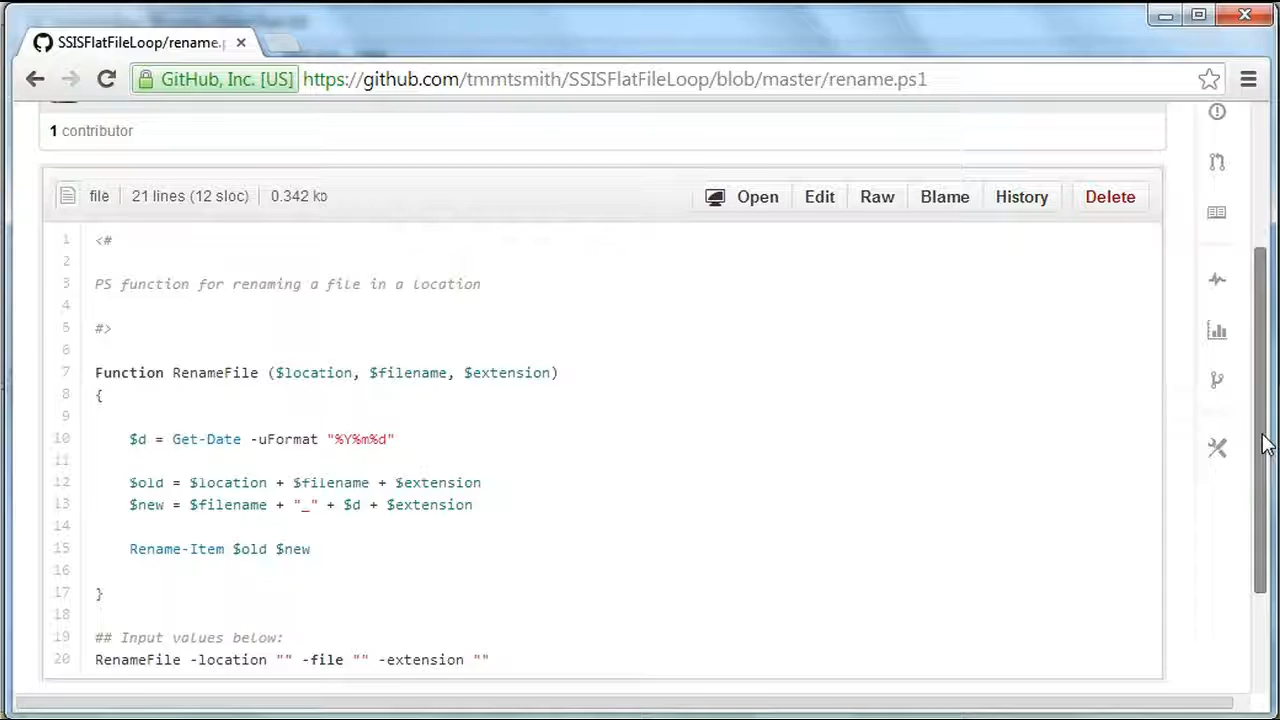 SSISFlatFileLoop/rename.p
GitHub, Inc. [US] https://github.com/tmmtsmith/SSISFlatFileLoop/blob/master/rename.ps1
1 contributor
file 21 lines (12 sloc) 0.342 kb Open Edit Raw Blame History Delete
1 <#
2
3 PS function for renaming a file in a location
4
5 #>
6
7 Function RenameFile ($location, $filename, $extension)
8 {
9
10 $d = Get-Date -uFormat "%Y%m%d"
11
12 $old = $location + $filename + $extension
13 $new = $filename + "_" + $d + $extension
14
15 Rename-Item $old $new
16
17 }
18
19 ## Input values below:
20 RenameFile -location "" -file "" -extension ""